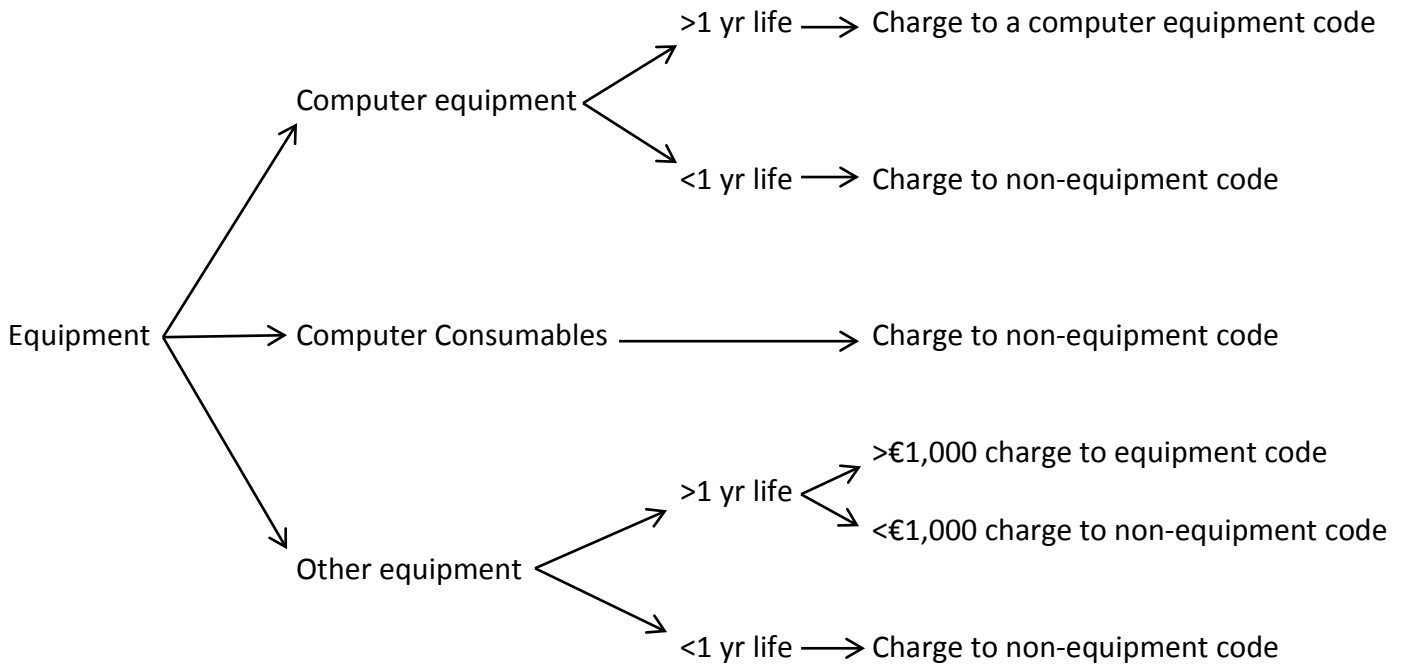 >1 yr life
Charge to a computer equipment code
Computer equipment
<1 yr life
Charge to non-equipment code
Equipment
Computer Consumables
Charge to non-equipment code
>€1,000 charge to equipment code
>1 yr life
<€1,000 charge to non-equipment code
Other equipment
<1 yr life
Charge to non-equipment code